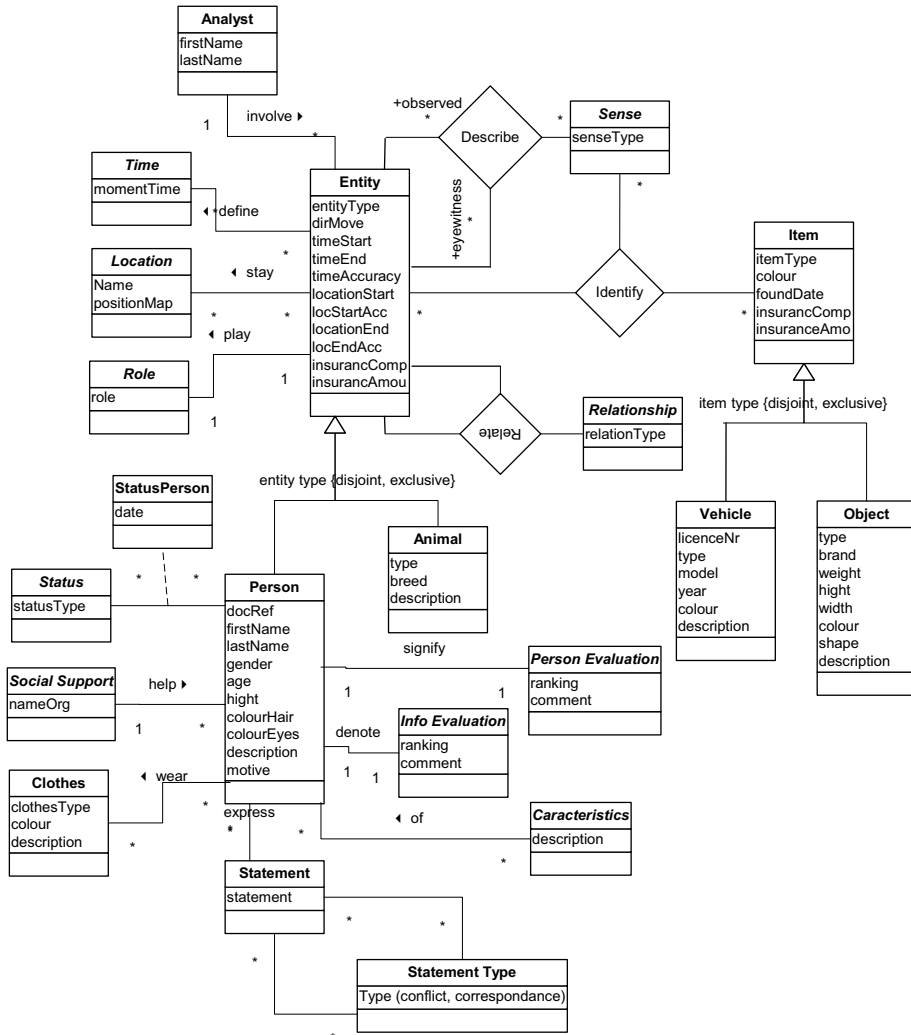 Analyst
firstName
lastName
1
involve
*
+observed
*
Describe
*
Sense
senseType
*
+eyewitness
*
Time
momentTime
*
define
*
Entity
entityType
dirMove
timeStart
timeEnd
timeAccuracy
locationStart
locStartAcc
locationEnd
locEndAcc
insurancComp
insurancAmou
Location
Name
positionMap
stay
*
*
play
Role
role
1
1
*
Identify
*
Item
itemType
colour
foundDate
insurancComp
insuranceAmo
Relate
Relationship
relationType
item type {disjoint, exclusive}
entity type {disjoint, exclusive}
StatusPerson
date
Animal
type
breed
description
Vehicle
licenceNr
type
model
year
colour
description
Object
type
brand
weight
hight
width
colour
shape
description
Status
statusType
*
*
Person
docRef
firstName
lastName
gender
age
hight
colourHair
colourEyes
description
motive
signify
1
1
Person Evaluation
ranking
comment
Social Support
nameOrg
help
1
*
denote
1
1
Info Evaluation
ranking
comment
Clothes
clothesType
colour
description
wear
*
*
express
*
*
*
of
*
Caracteristics
description
Statement
statement
*
*
*
Statement Type
Type (conflict, correspondance)
*